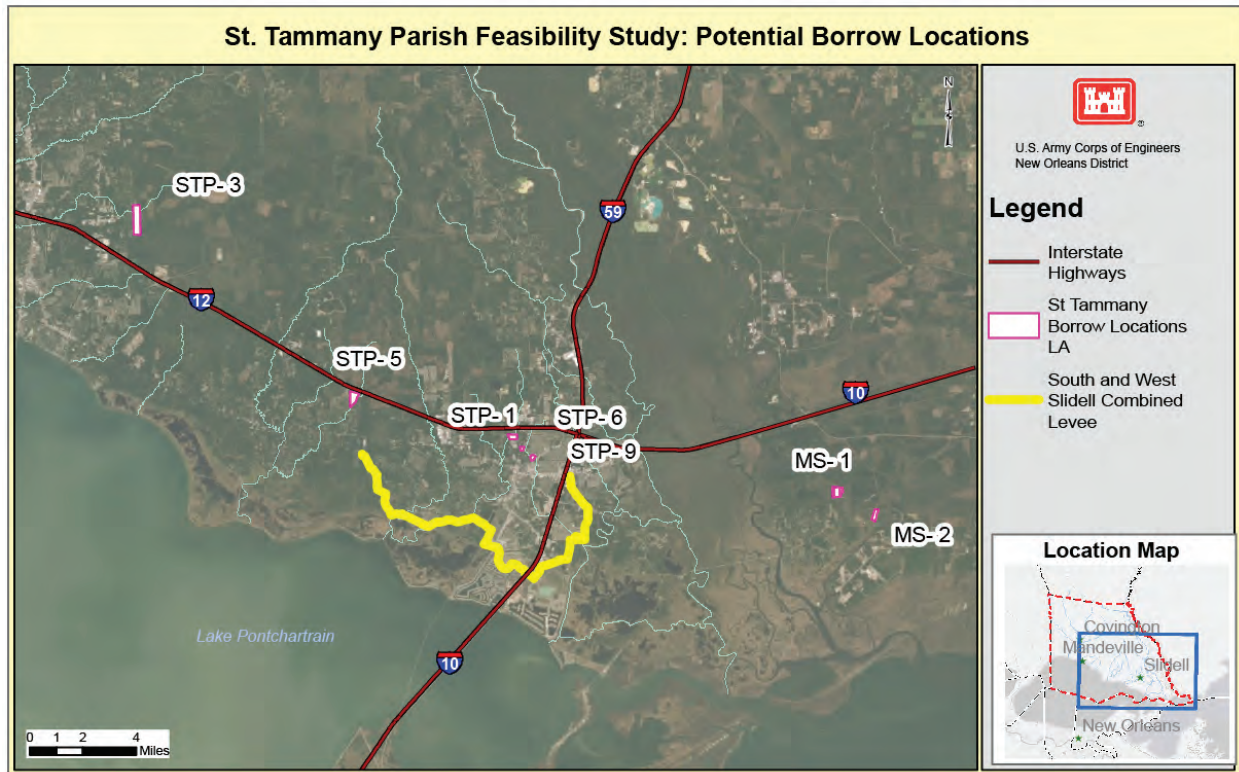 St. Tammany Parish Feasibility Study: Potential Borrow Locations
N
STP- 3
59
12
STP- 5
10
STP- 1
STP- 6
STP- 9
MS- 1
MS- 2
Lake Pontchartrain
10
0 1 2 4
Miles
®
U.S. Army Corps of Engineers
New Orleans District
Legend
Interstate
Highways
St Tammany
Borrow Locations
LA
South and West
Slidell Combined
Levee
Location Map
Covington
Mandeville
Slidell
New Orleans